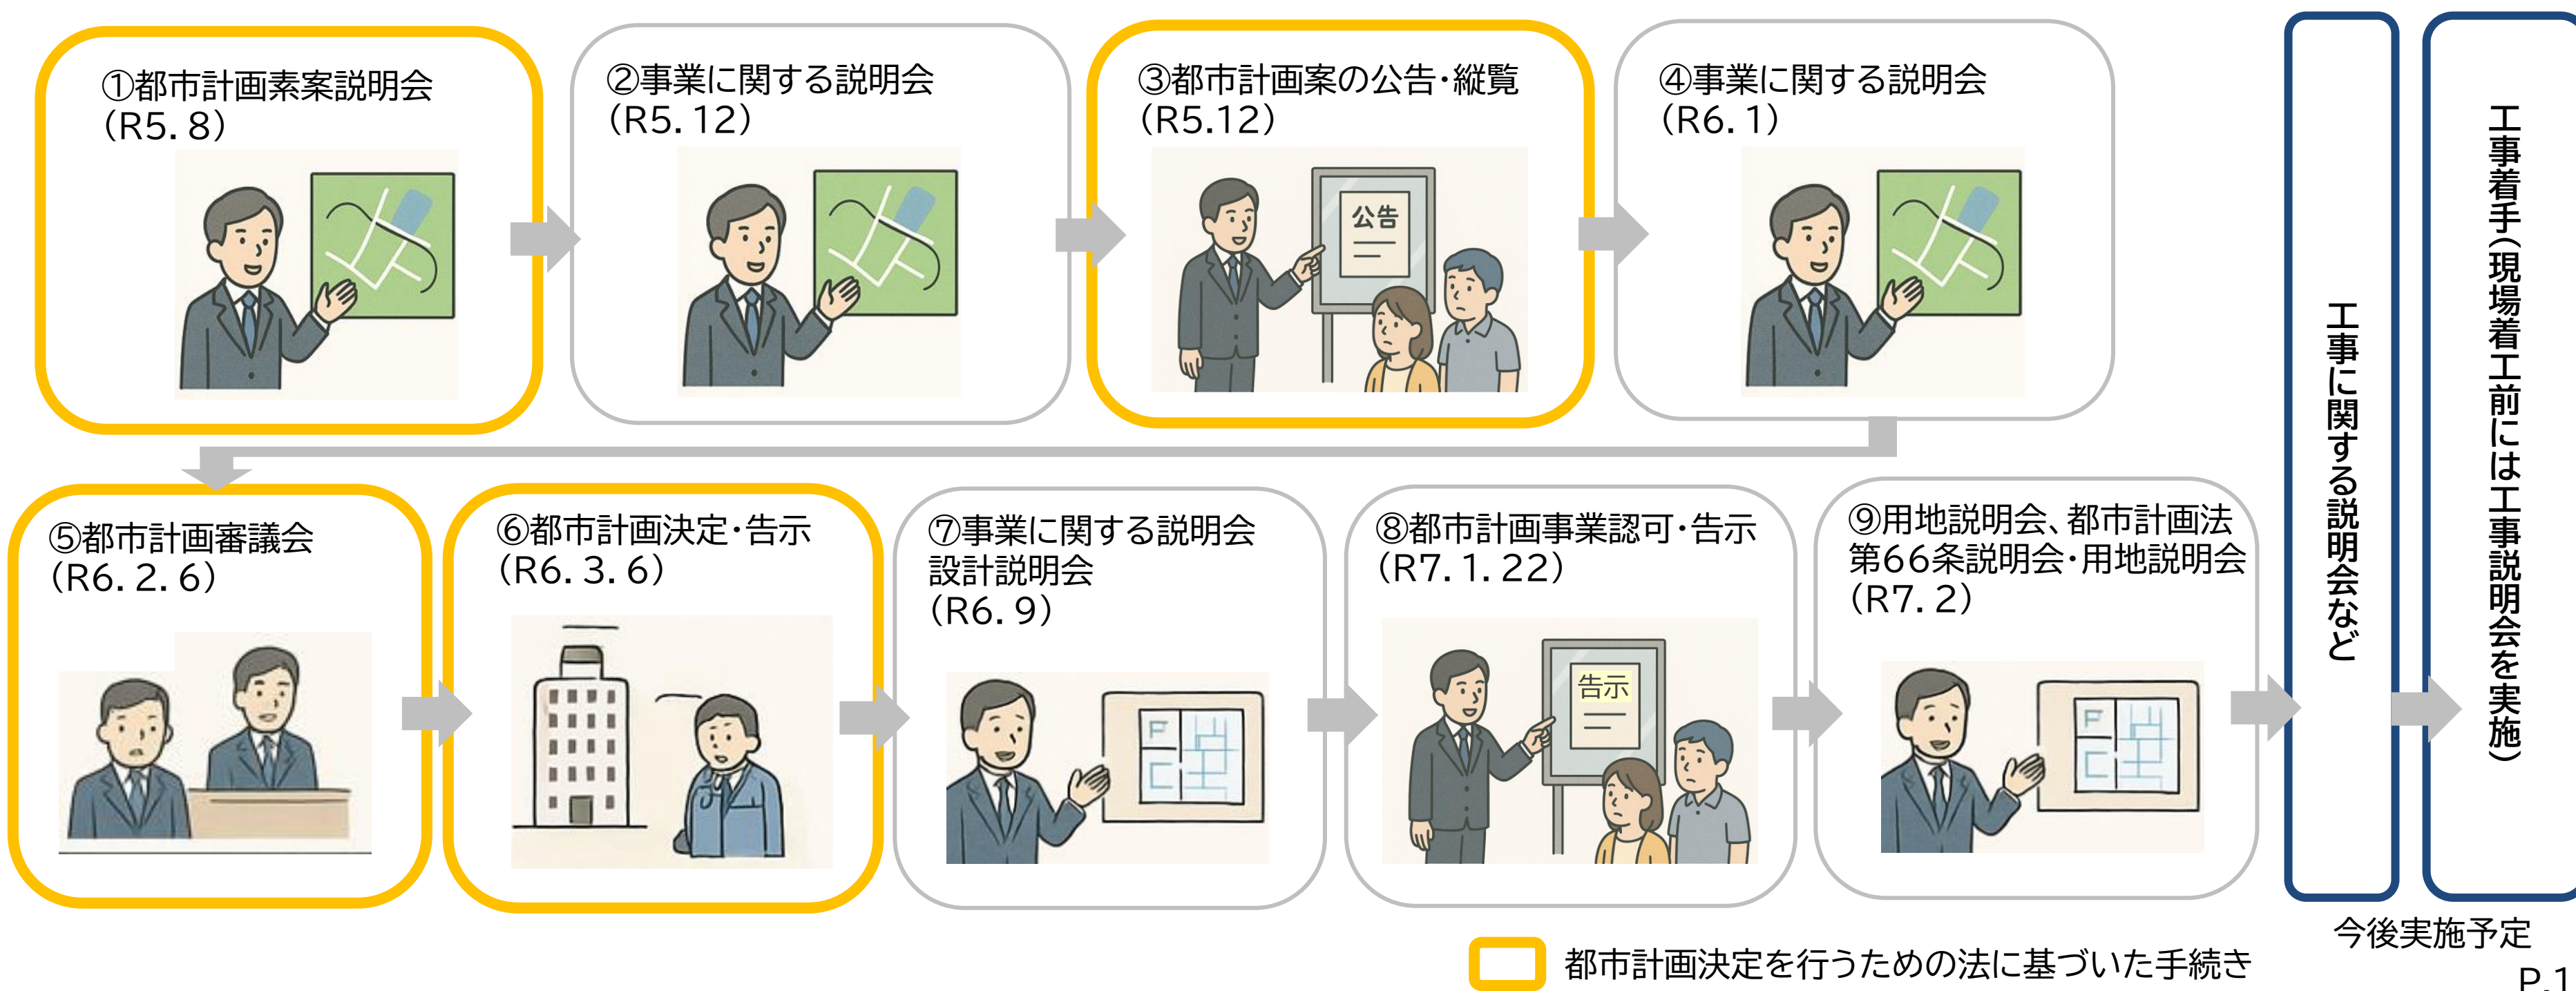 ①都市計画素案説明会
(R5.8)
②事業に関する説明会
(R5.12)
③都市計画案の公告・縦覧
(R5.12)
公告
④事業に関する説明会
(R6.1)
⑤都市計画審議会
(R6.2.6)
⑥都市計画決定・告示
(R6.3.6)
⑦事業に関する説明会
設計説明会
(R6.9)
⑧都市計画事業認可・告示
(R7.1.22)
告示
⑨用地説明会、都市計画法
第66条説明会・用地説明会
(R7.2)
工事に関する説明会など
工事着手(現場着工前には工事説明会を実施)
今後実施予定
都市計画決定を行うための法に基づいた手続き
P.1